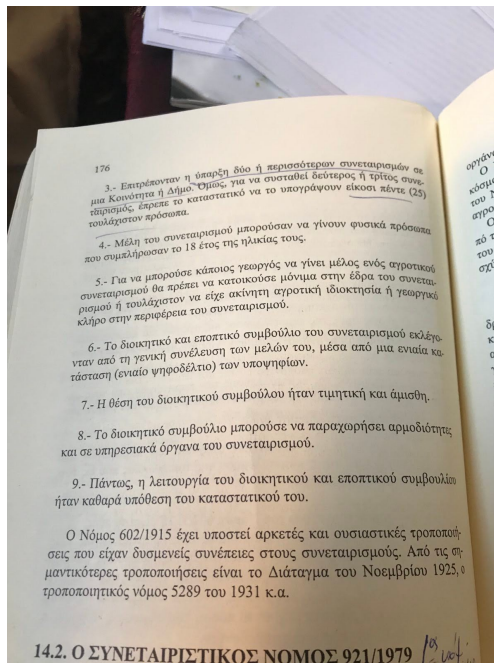 176
3.- Επιτρέπονταν η ύπαρξη δύο ή περισσότερων συνεταιρισμών σε
μια Κοινότητα ή Δήμο. Όμως, για να συσταθεί δεύτερος ή τρίτος συνε-
ταιρισμός, έπρεπε το καταστατικό να το υπογράψουν είκοσι πέντε (25)
τουλάχιστον πρόσωπα.
4.- Μέλη του συνεταιρισμού μπορούσαν να γίνουν φυσικά πρόσωπα
που συμπλήρωσαν το 18 έτος της ηλικίας τους.
5.- Για να μπορούσε κάποιος γεωργός να γίνει μέλος ενός αγροτικού
συνεταιρισμού θα πρέπει να κατοικούσε μόνιμα στην έδρα του συνεται-
ρισμού ή τουλάχιστον να είχε ακίνητη αγροτική ιδιοκτησία ή γεωργικό
κλήρο στην περιφέρεια του συνεταιρισμού.
6.- Το διοικητικό και εποπτικό συμβούλιο του συνεταιρισμού εκλέγο-
νταν από τη γενική συνέλευση των μελών του, μέσα από μια ενιαία κα-
τάσταση (ενιαίο ψηφοδέλτιο) των υποψηφίων.
7.- Η θέση του διοικητικού συμβούλου ήταν τιμητική και άμισθη.
8.- Το διοικητικό συμβούλιο μπορούσε να παραχωρήσει αρμοδιότητες
και σε υπηρεσιακά όργανα του συνεταιρισμού.
9.- Πάντως, η λειτουργία του διοικητικού και εποπτικού συμβουλίου
ήταν καθαρά υπόθεση του καταστατικού του.
Ο Νόμος 602/1915 έχει υποστεί αρκετές και ουσιαστικές τροποποιή-
σεις που είχαν δυσμενείς συνέπειες στους συνεταιρισμούς. Από τις ση-
μαντικότερες τροποποιήσεις είναι το Διάταγμα του Νοεμβρίου 1925, ο
τροποποιητικός νόμος 5289 του 1931 κ.α.
14.2. Ο ΣΥΝΕΤΑΙΡΙΣΤΙΚΟΣ ΝΟΜΟΣ 921/1979